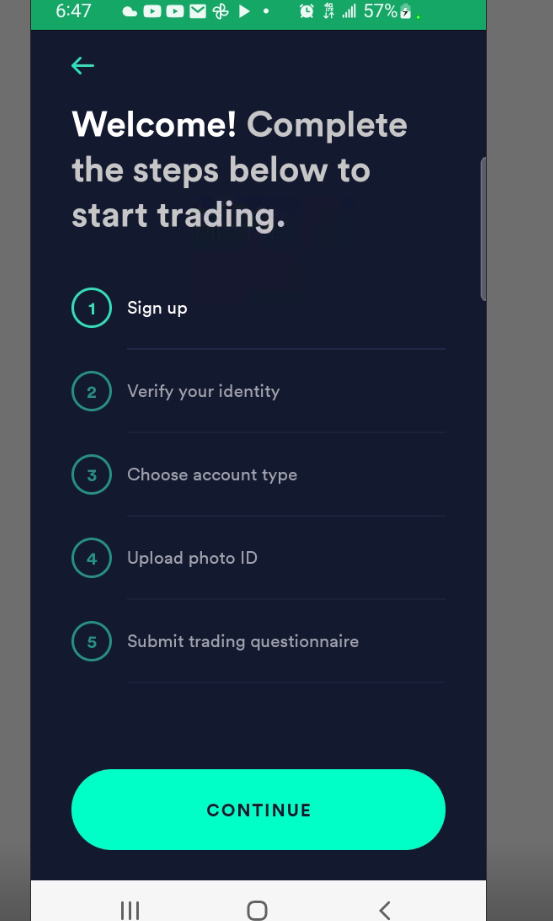 6:47 57%
Welcome! Complete
the steps below to
start trading.
1 Sign up
2 Verify your identity
3 Choose account type
4 Upload photo ID
5 Submit trading questionnaire
CONTINUE